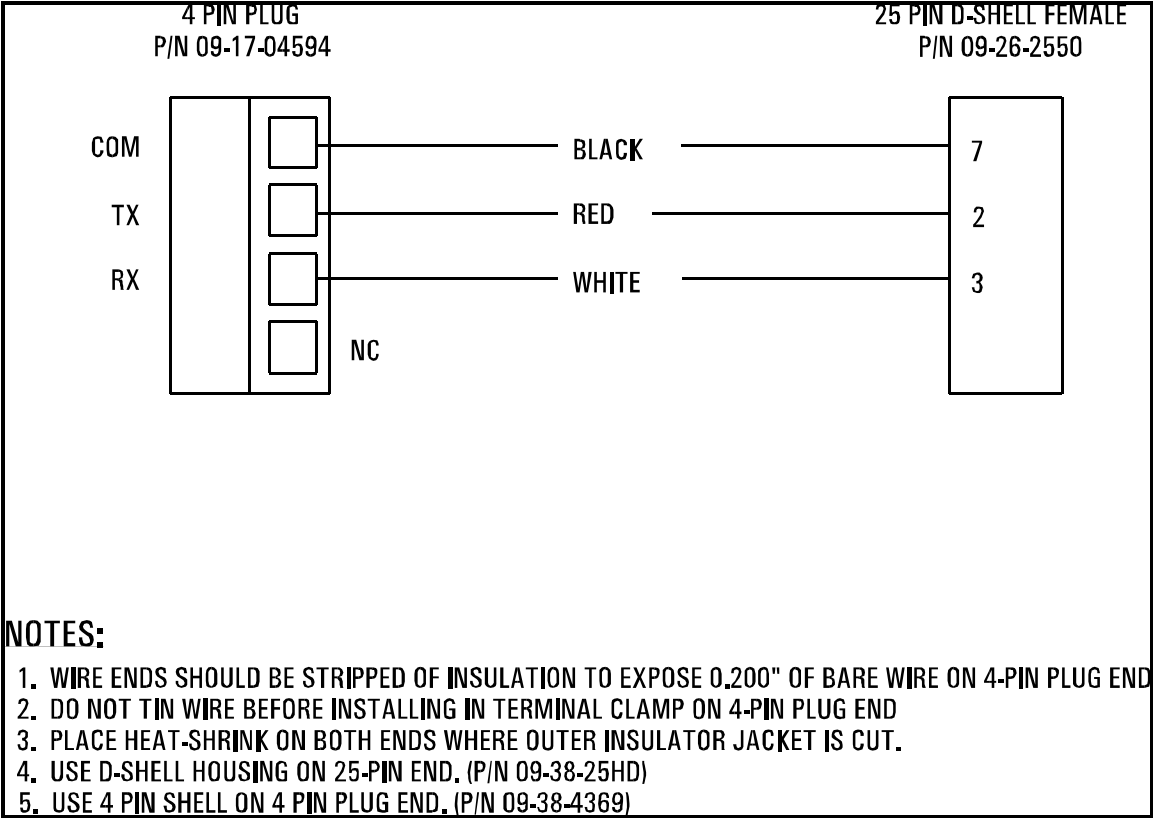 4 PIN PLUG
P/N 09-17-04594
25 PIN D-SHELL FEMALE
P/N 09-26-2550
COM
BLACK
7
TX
RED
2
RX
WHITE
3
NC
NOTES:
1. WIRE ENDS SHOULD BE STRIPPED OF INSULATION TO EXPOSE 0.200" OF BARE WIRE ON 4-PIN PLUG END
2. DO NOT TIN WIRE BEFORE INSTALLING IN TERMINAL CLAMP ON 4-PIN PLUG END
3. PLACE HEAT-SHRINK ON BOTH ENDS WHERE OUTER INSULATOR JACKET IS CUT.
4. USE D-SHELL HOUSING ON 25-PIN END. (P/N 09-38-25HD)
5. USE 4 PIN SHELL ON 4 PIN PLUG END. (P/N 09-38-4369)